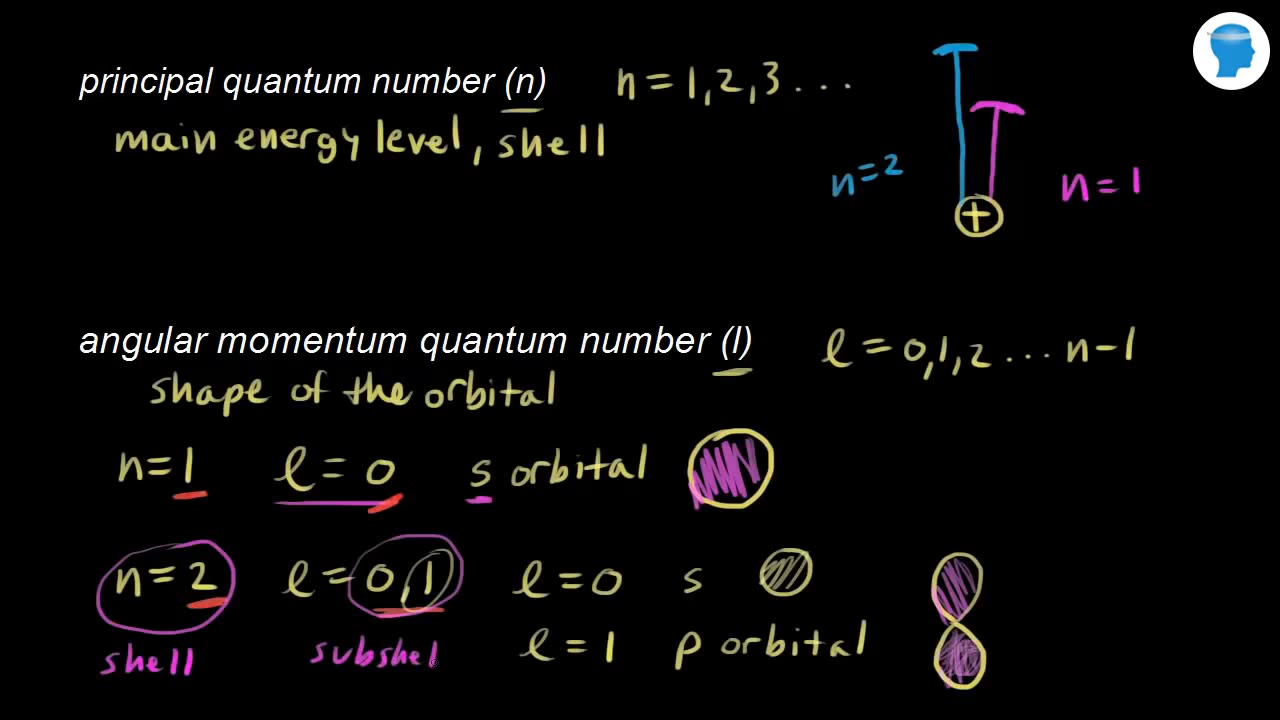 principal quantum number (n) n = 1, 2, 3 ...
main energy level, shell
n=2 n=1
+
angular momentum quantum number (l) l = 0, 1, 2 ... n-1
shape of the orbital
n=1 l=0 s orbital
n=2 l=0,1 l=0 s
l=1 p orbital
shell subshel